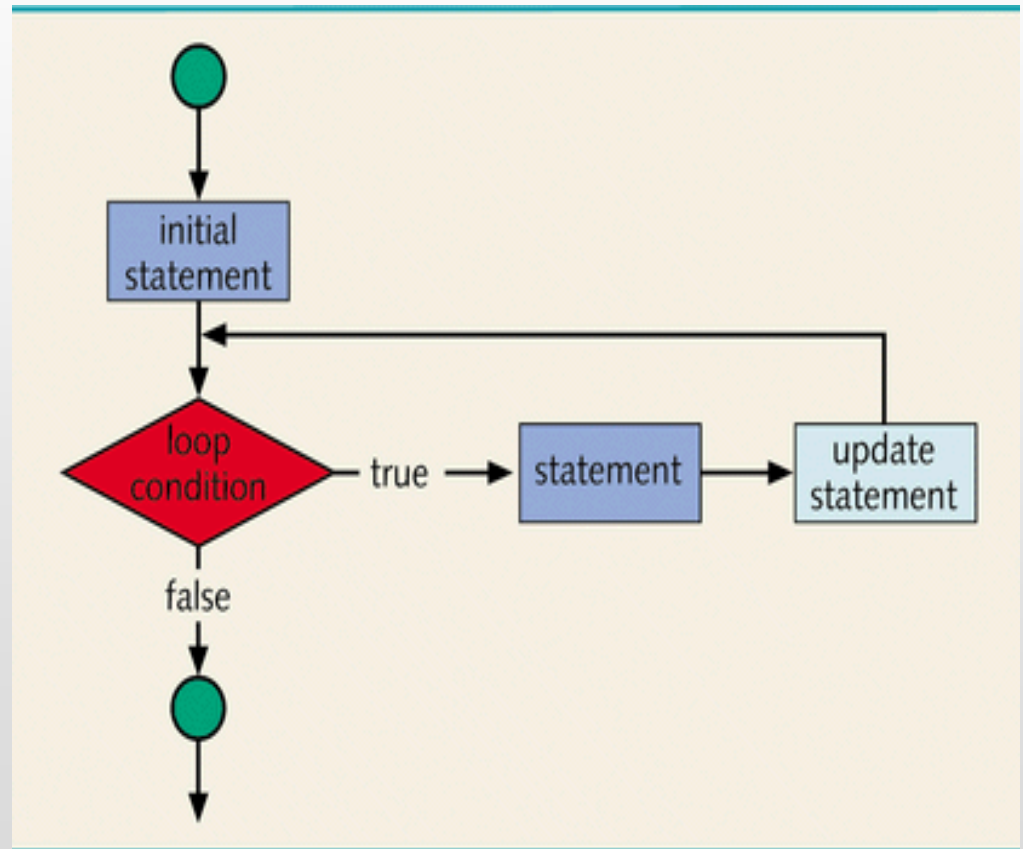 initial
statement
loop
condition
true
statement
update
statement
false